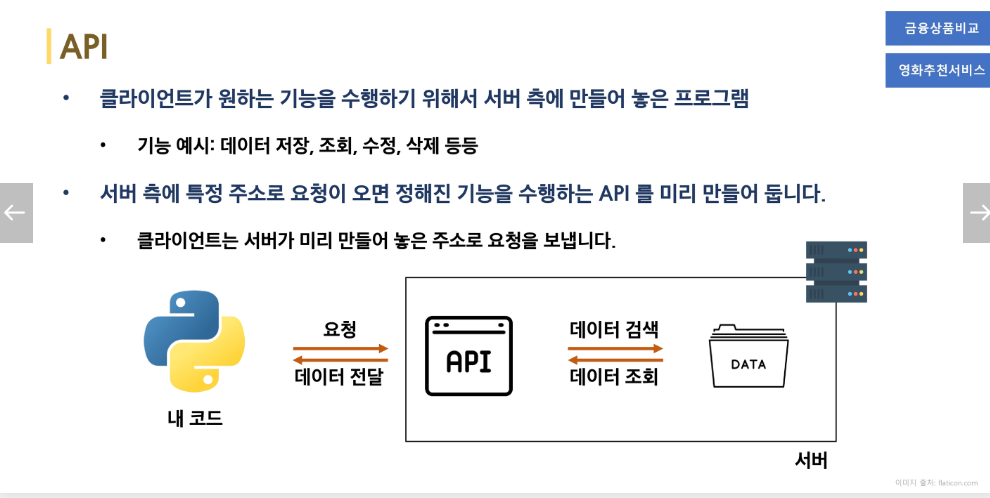 API
금융상품비교
영화추천서비스
• 클라이언트가 원하는 기능을 수행하기 위해서 서버 측에 만들어 놓은 프로그램
• 기능 예시: 데이터 저장, 조회, 수정, 삭제 등등
• 서버 측에 특정 주소로 요청이 오면 정해진 기능을 수행하는 API 를 미리 만들어 둡니다.
• 클라이언트는 서버가 미리 만들어 놓은 주소로 요청을 보냅니다.
요청
데이터 전달
내 코드
API
데이터 검색
데이터 조회
DATA
서버
이미지 출처: flaticon.com